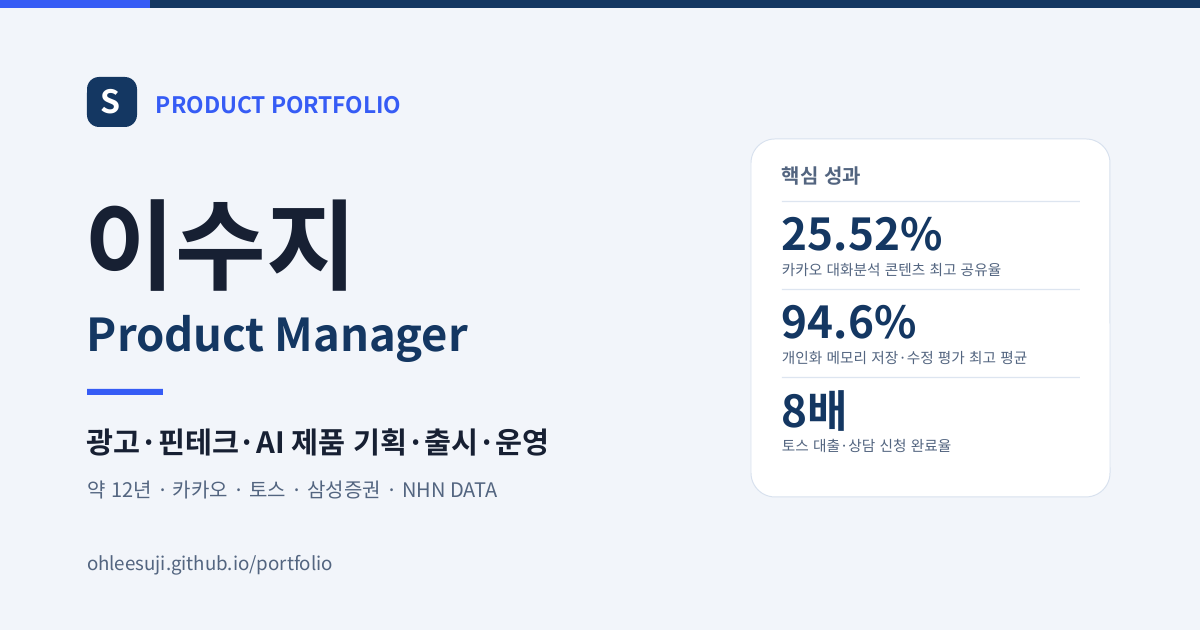 S
PRODUCT PORTFOLIO
이수지
Product Manager
광고·핀테크·AI 제품 기획·출시·운영
약 12년 · 카카오 · 토스 · 삼성증권 · NHN DATA
ohleesuji.github.io/portfolio
핵심 성과
25.52%
카카오 대화분석 콘텐츠 최고 공유율
94.6%
개인화 메모리 저장·수정 평가 최고 평균
8배
토스 대출·상담 신청 완료율